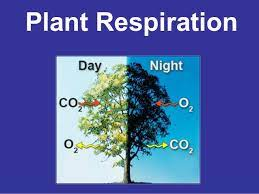 Plant Respiration
Day Night
CO2 O2
O2 CO2